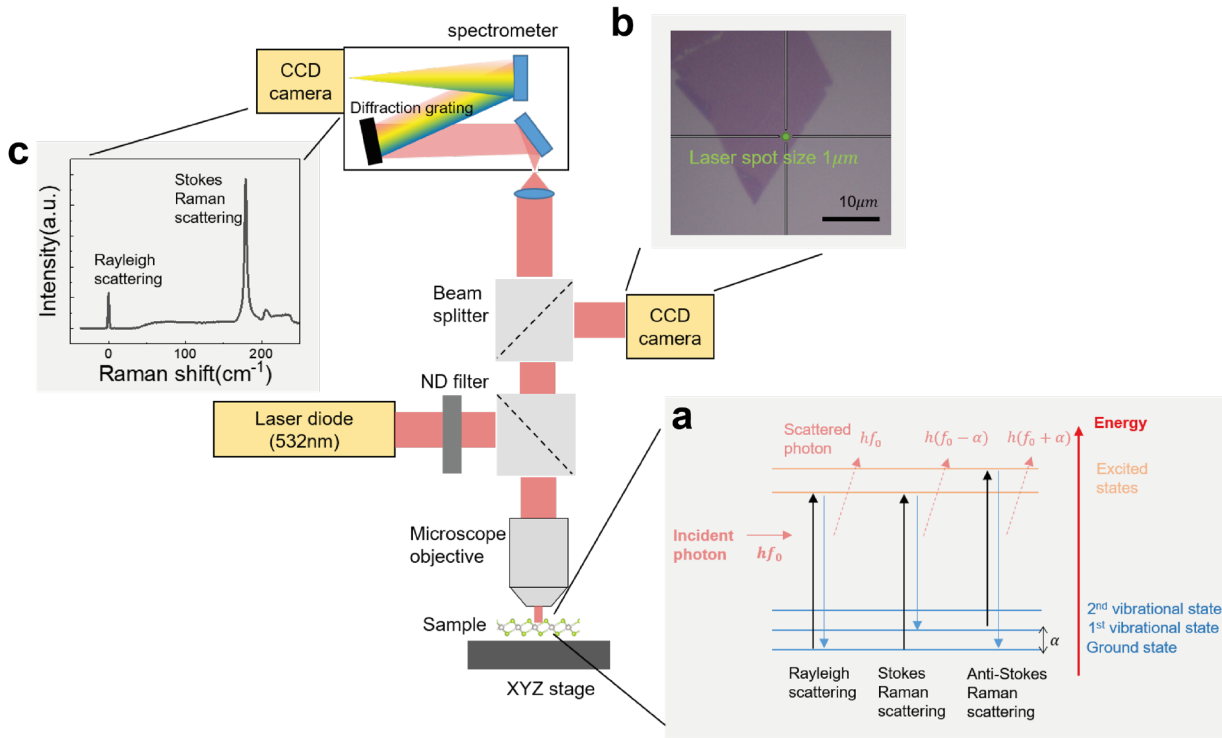 spectrometer
CCD
camera
Diffraction grating
b
Laser spot size 1μm
10μm
c
Intensity(a.u.)
Stokes
Raman
scattering
Rayleigh
scattering
0
100
200
Raman shift(cm⁻¹)
Beam
splitter
CCD
camera
ND filter
Laser diode
(532nm)
Microscope
objective
Sample
XYZ stage
a
Energy
Scattered
photon
hf₀
h(f₀ − α)
h(f₀ + α)
Excited
states
Incident
photon
hf₀
2ⁿᵈ vibrational state
1ˢᵗ vibrational state
Ground state
α
Rayleigh
scattering
Stokes
Raman
scattering
Anti-Stokes
Raman
scattering